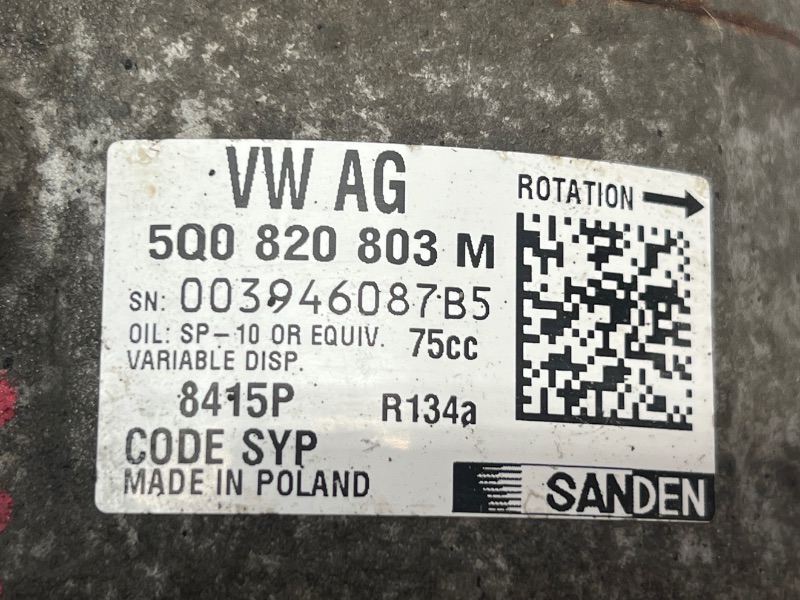 VW AG
ROTATION
5Q0 820 803 M
SN: 003946087B5
OIL: SP-10 OR EQUIV. 75cc
VARIABLE DISP.
8415P R134a
CODE SYP
MADE IN POLAND
SANDEN